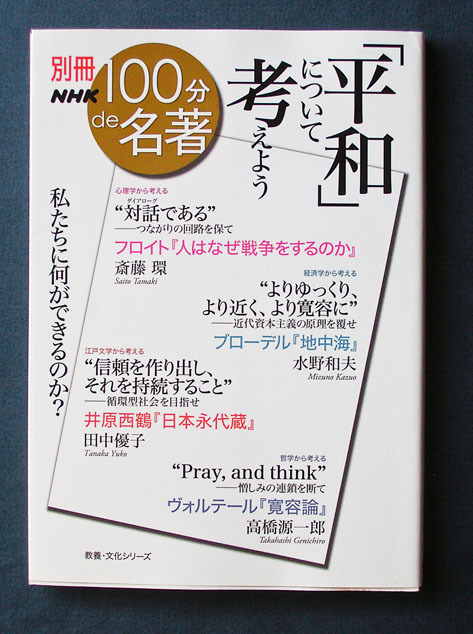 別冊
NHK
100分
de
名著
「平和」
について
考えよう
私たちに何ができるのか?
心理学から考える
ダイアローグ
“対話である”
——つながりの回路を保て
フロイト『人はなぜ戦争をするのか』
斎藤 環
Saito Tamaki
経済学から考える
“よりゆっくり、
より近く、より寛容に”
——近代資本主義の原理を覆せ
ブローデル『地中海』
水野和夫
Mizuno Kazuo
江戸文学から考える
“信頼を作り出し、
それを持続すること”
——循環型社会を目指せ
井原西鶴『日本永代蔵』
田中優子
Tanaka Yuko
哲学から考える
“Pray, and think”
——憎しみの連鎖を断て
ヴォルテール『寛容論』
高橋源一郎
Takahashi Genichiro
教養・文化シリーズ